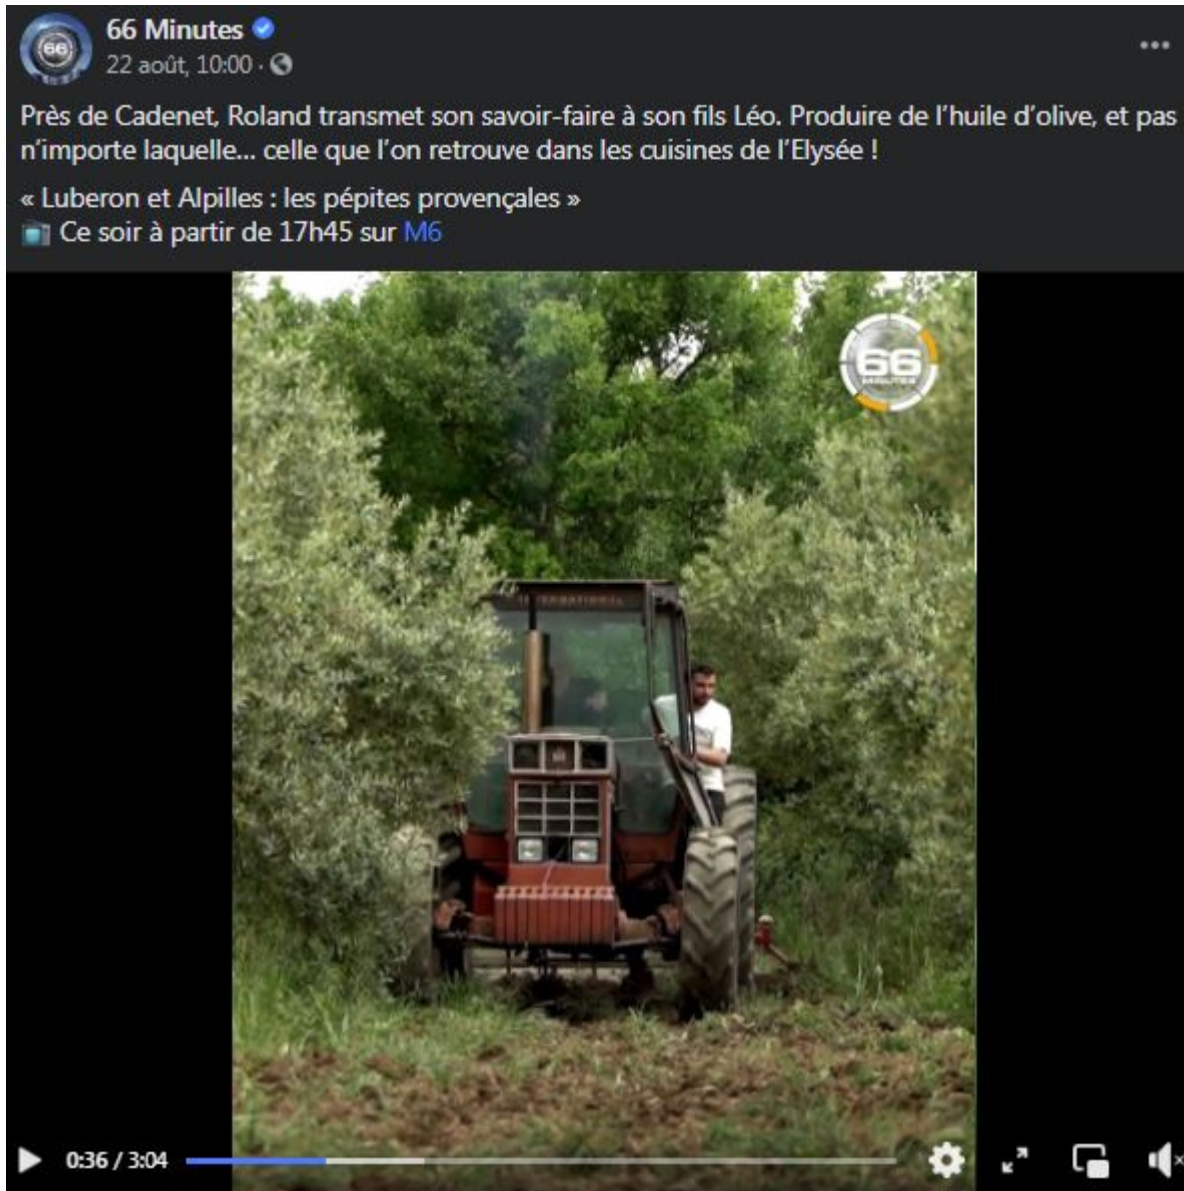 66 Minutes
22 août, 10:00 ·
Près de Cadenet, Roland transmet son savoir-faire à son fils Léo. Produire de l’huile d’olive, et pas
n’importe laquelle... celle que l’on retrouve dans les cuisines de l’Elysée !
« Luberon et Alpilles : les pépites provençales »
Ce soir à partir de 17h45 sur M6
66
MINUTES
INTERNATIONAL
0:36 / 3:04